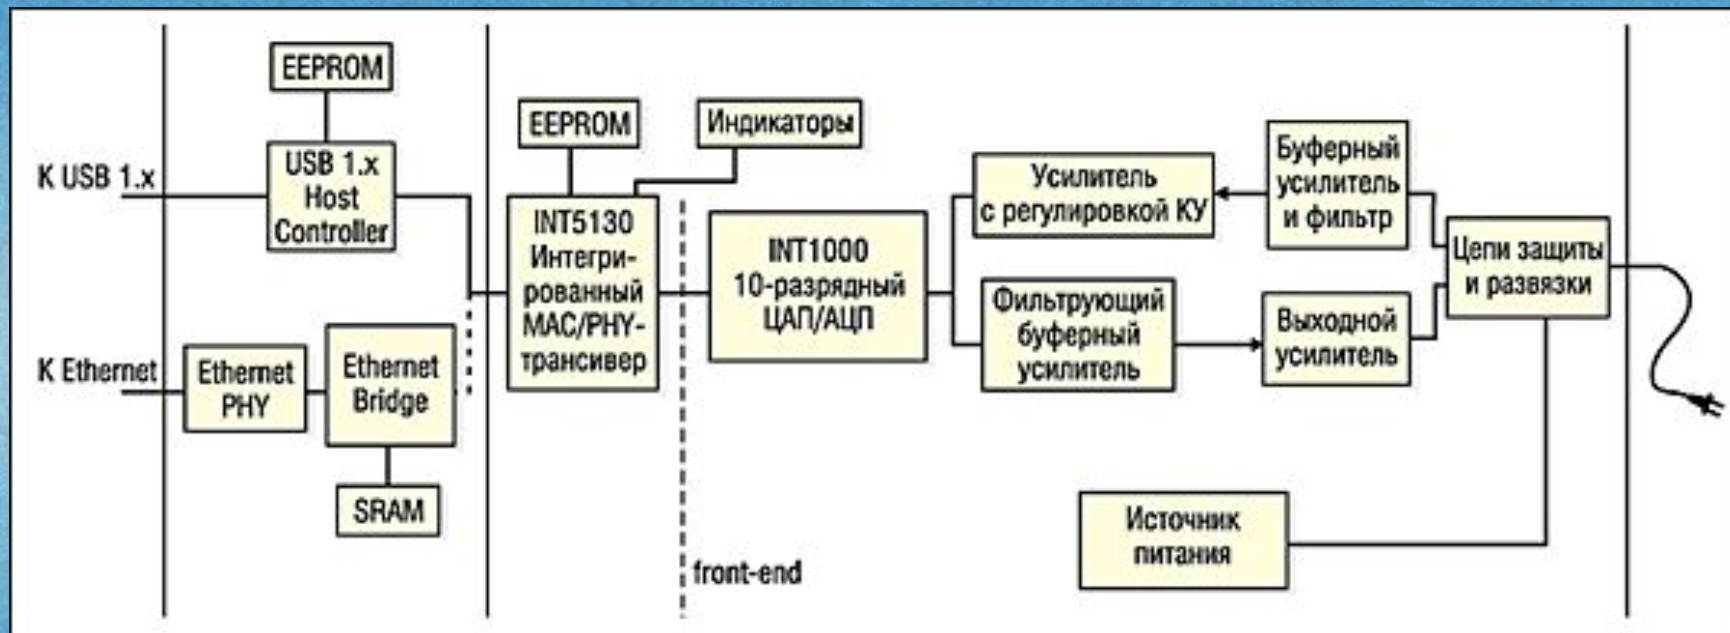 EEPROM
К USB 1.x
USB 1.x
Host
Controller
К Ethernet
Ethernet
PHY
Ethernet
Bridge
SRAM
EEPROM
Индикаторы
INT5130
Интегри-
рованный
MAC/PHY-
трансивер
front-end
INT1000
10-разрядный
ЦАП/АЦП
Усилитель
с регулировкой КУ
Буферный
усилитель
и фильтр
Фильтрующий
буферный
усилитель
Выходной
усилитель
Цепи защиты
и развязки
Источник
питания